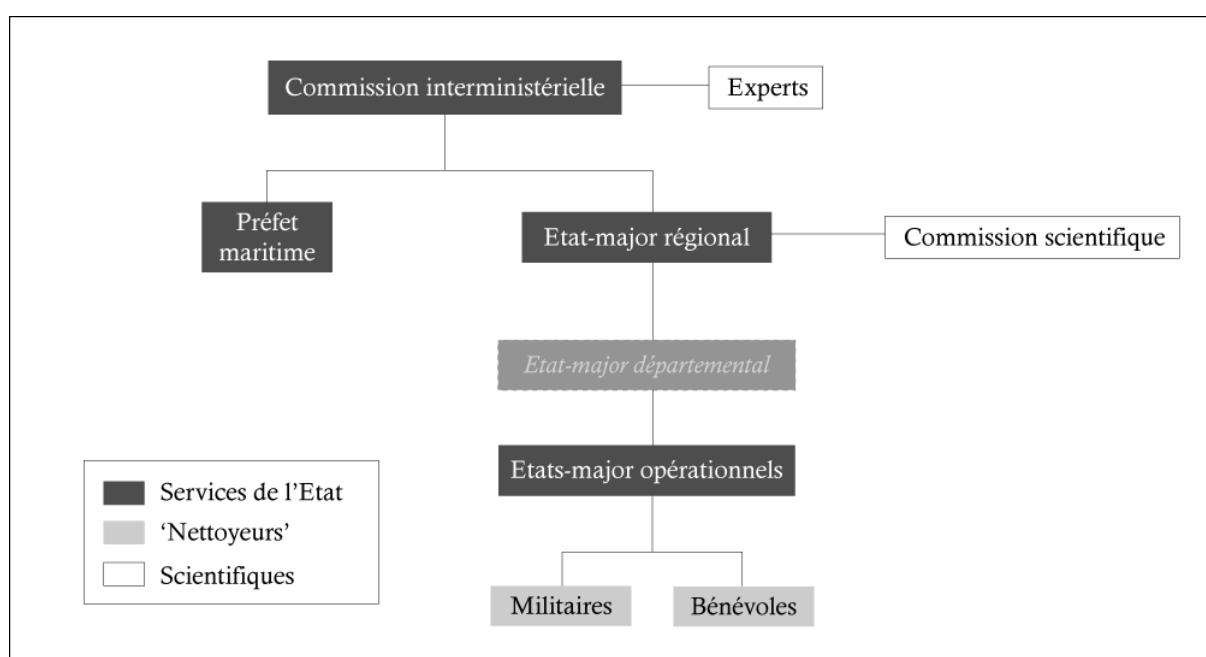 Commission interministérielle
Experts
Préfet
maritime
Etat-major régional
Commission scientifique
Etat-major départemental
Etats-major opérationnels
Services de l’Etat
‘Nettoyeurs’
Scientifiques
Militaires
Bénévoles